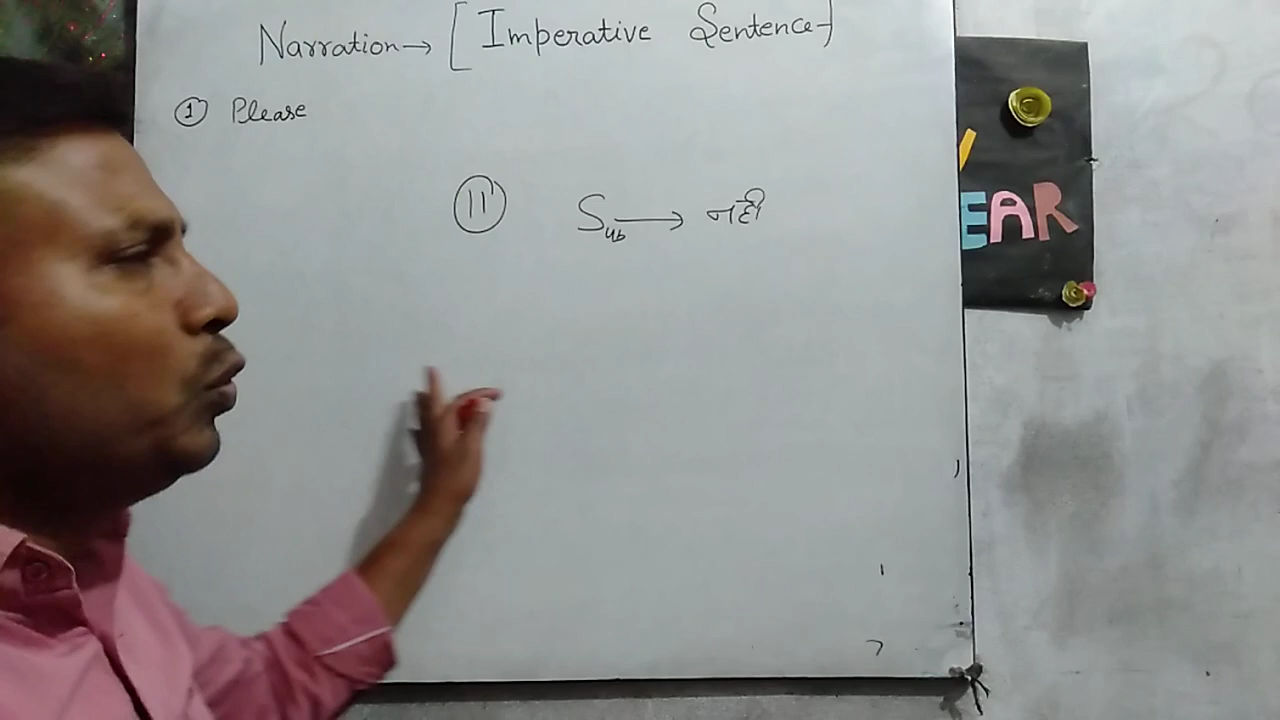 Narration → [ Imperative Sentence ]
① Please
⑪ Sub → नही
EAR